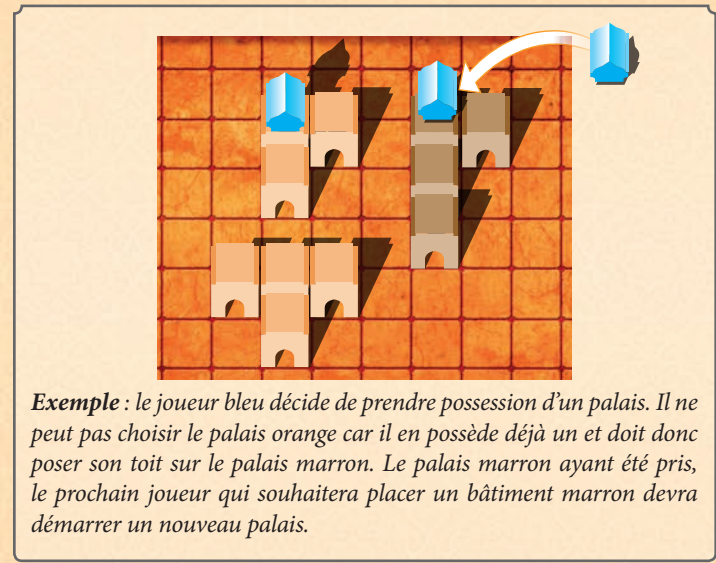 Exemple : le joueur bleu décide de prendre possession d'un palais. Il ne
peut pas choisir le palais orange car il en possède déjà un et doit donc
poser son toit sur le palais marron. Le palais marron ayant été pris,
le prochain joueur qui souhaitera placer un bâtiment marron devra
démarrer un nouveau palais.